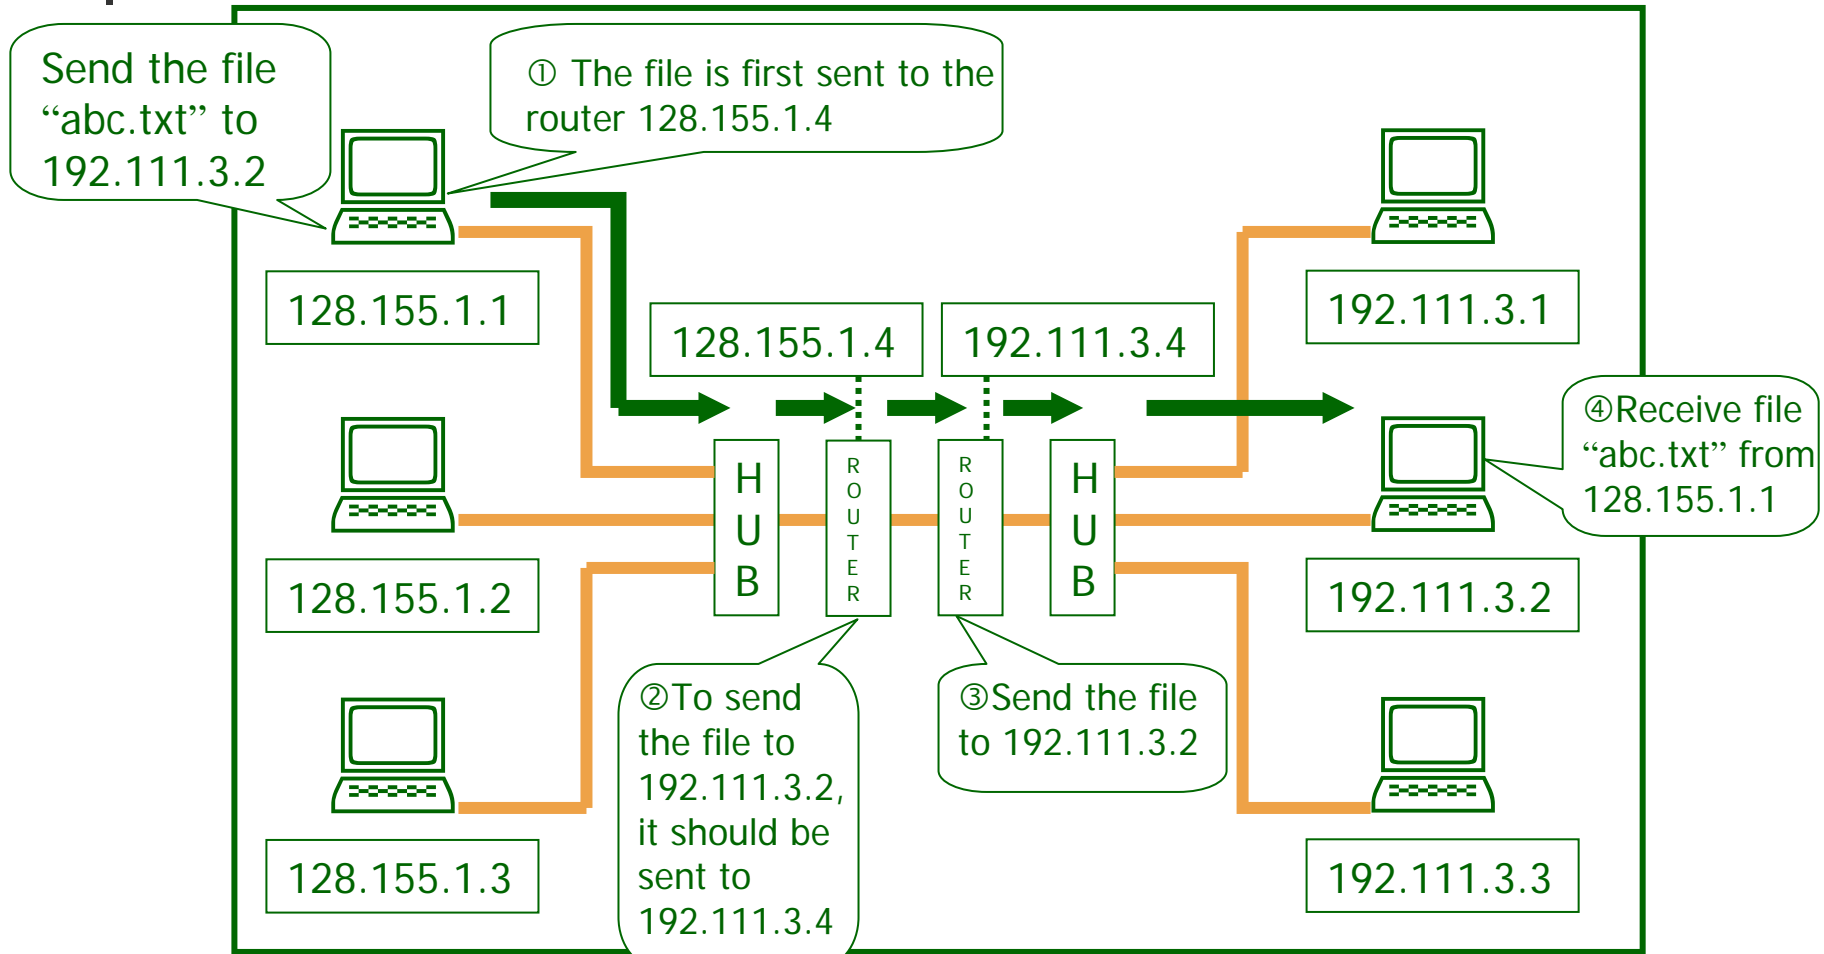 Send the file
“abc.txt” to
192.111.3.2
① The file is first sent to the
router 128.155.1.4
128.155.1.1
128.155.1.4
192.111.3.4
192.111.3.1
④Receive file
“abc.txt” from
128.155.1.1
HUB
ROUTER
ROUTER
HUB
128.155.1.2
192.111.3.2
②To send
the file to
192.111.3.2,
it should be
sent to
192.111.3.4
③Send the file
to 192.111.3.2
128.155.1.3
192.111.3.3